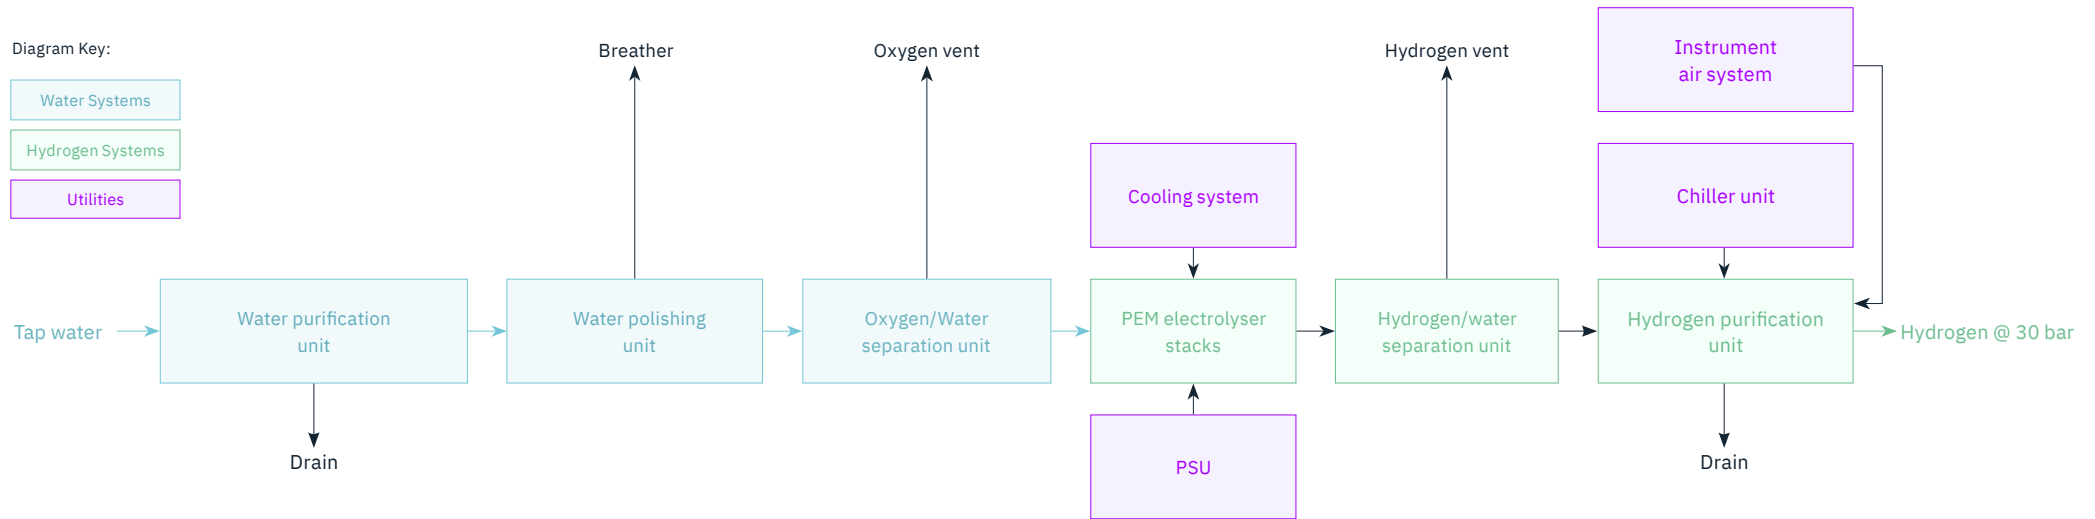 Diagram Key:
Water Systems
Hydrogen Systems
Utilities
Breather
Oxygen vent
Hydrogen vent
Instrument
air system
Cooling system
Chiller unit
Tap water
Water purification
unit
Water polishing
unit
Oxygen/Water
separation unit
PEM electrolyser
stacks
Hydrogen/water
separation unit
Hydrogen purification
unit
Hydrogen @ 30 bar
Drain
PSU
Drain